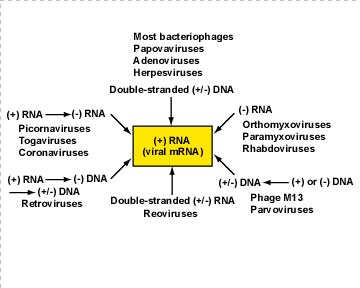 Most bacteriophages
Papovaviruses
Adenoviruses
Herpesviruses
Double-stranded (+/-) DNA
(+) RNA (-) RNA
Picornaviruses
Togaviruses
Coronaviruses
(-) RNA
Orthomyxoviruses
Paramyxoviruses
Rhabdoviruses
(+) RNA
(viral mRNA)
(+) RNA (-) DNA
(+/-) DNA
Retroviruses
Double-stranded (+/-) RNA
Reoviruses
(+/-) DNA (+) or (-) DNA
Phage M13
Parvoviruses